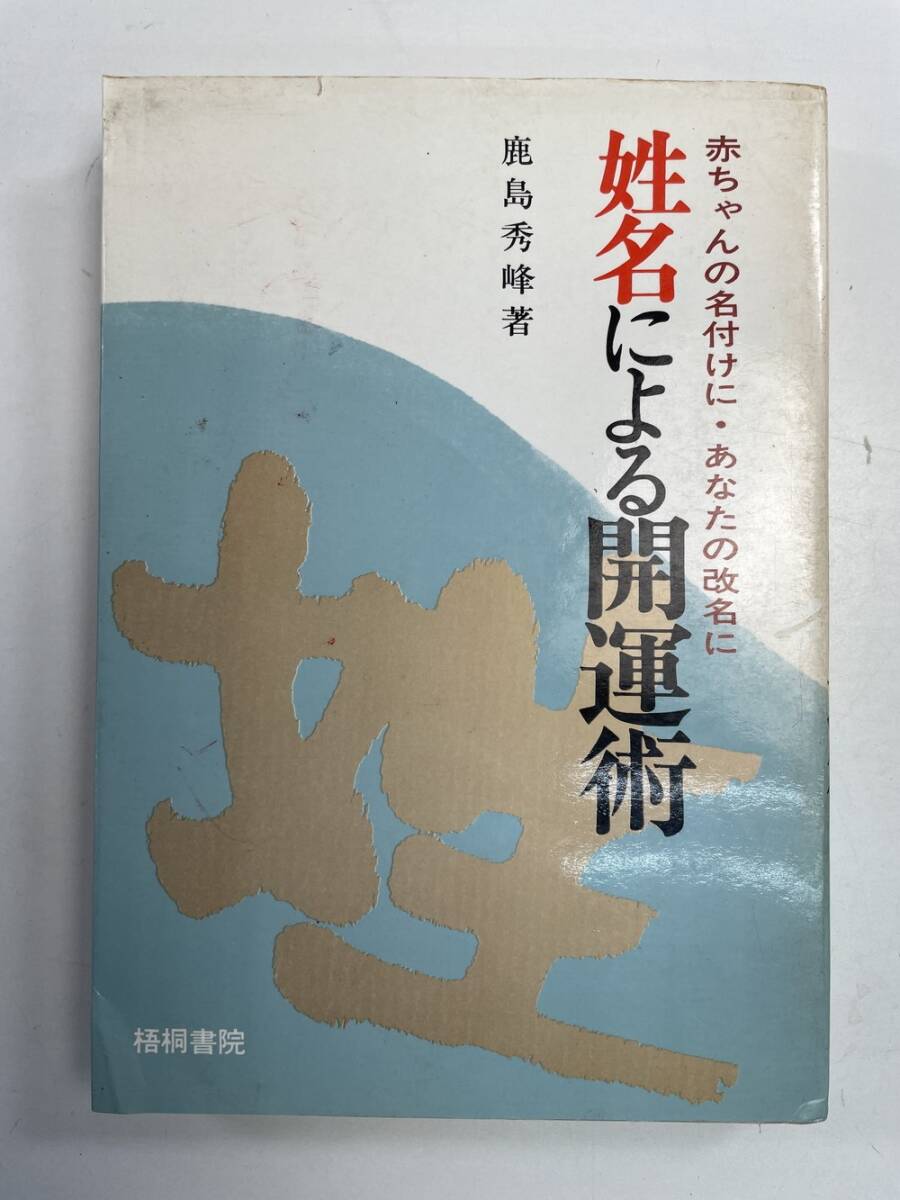 赤ちゃんの名付けに・あなたの改名に
姓名による開運術
鹿島秀峰著
姓
梧桐書院